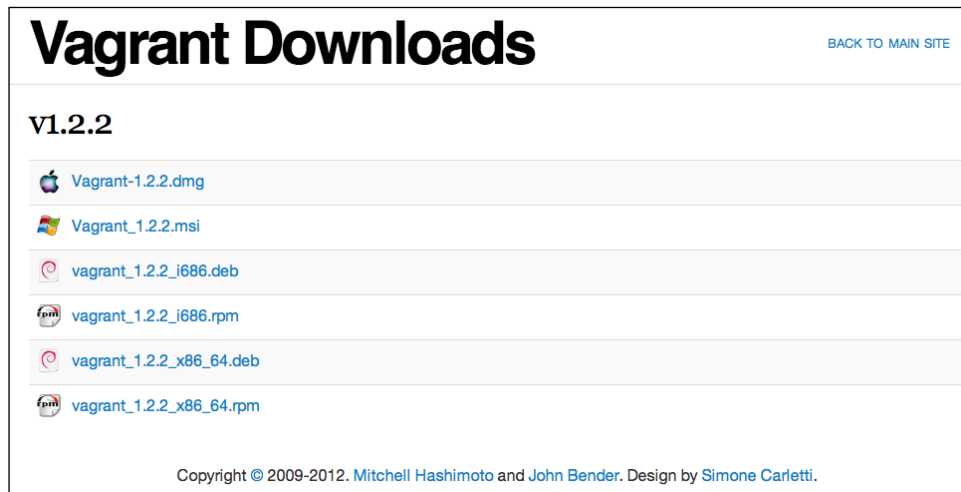 Vagrant Downloads
BACK TO MAIN SITE
v1.2.2
Vagrant-1.2.2.dmg
Vagrant_1.2.2.msi
vagrant_1.2.2_i686.deb
rpm vagrant_1.2.2_i686.rpm
vagrant_1.2.2_x86_64.deb
rpm vagrant_1.2.2_x86_64.rpm
Copyright © 2009-2012. Mitchell Hashimoto and John Bender. Design by Simone Carletti.